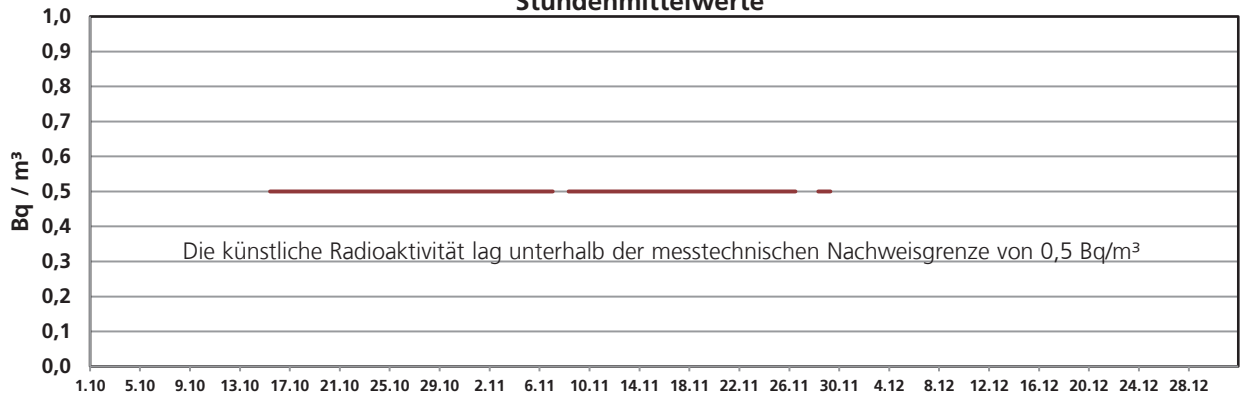 Stundenmittelwerte
1,0
0,9
0,8
0,7
0,6
0,5
0,4
0,3
0,2
0,1
0,0
Bq / m³
Die künstliche Radioaktivität lag unterhalb der messtechnischen Nachweisgrenze von 0,5 Bq/m³
1.10 5.10 9.10 13.10 17.10 21.10 25.10 29.10 2.11 6.11 10.11 14.11 18.11 22.11 26.11 30.11 4.12 8.12 12.12 16.12 20.12 24.12 28.12